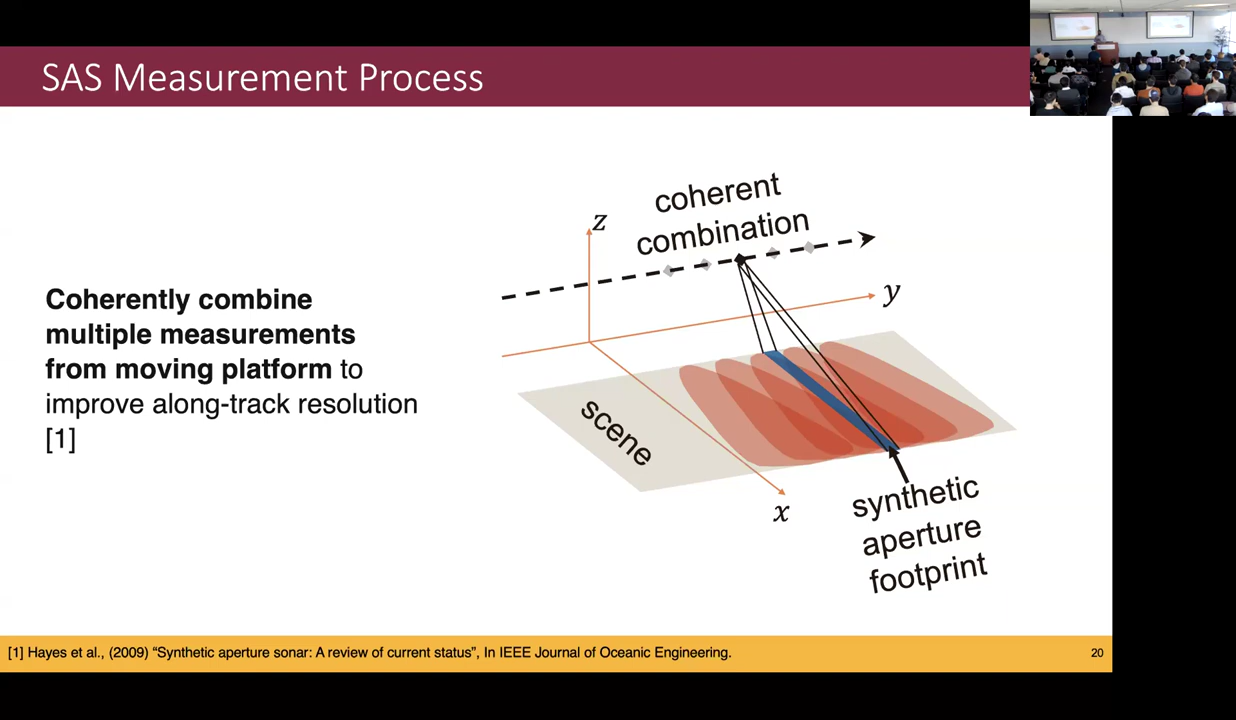 SAS Measurement Process
Coherently combine
multiple measurements
from moving platform to
improve along-track resolution
[1]
coherent
combination
z
y
scene
x
synthetic
aperture
footprint
[1] Hayes et al., (2009) “Synthetic aperture sonar: A review of current status”, In IEEE Journal of Oceanic Engineering.
20